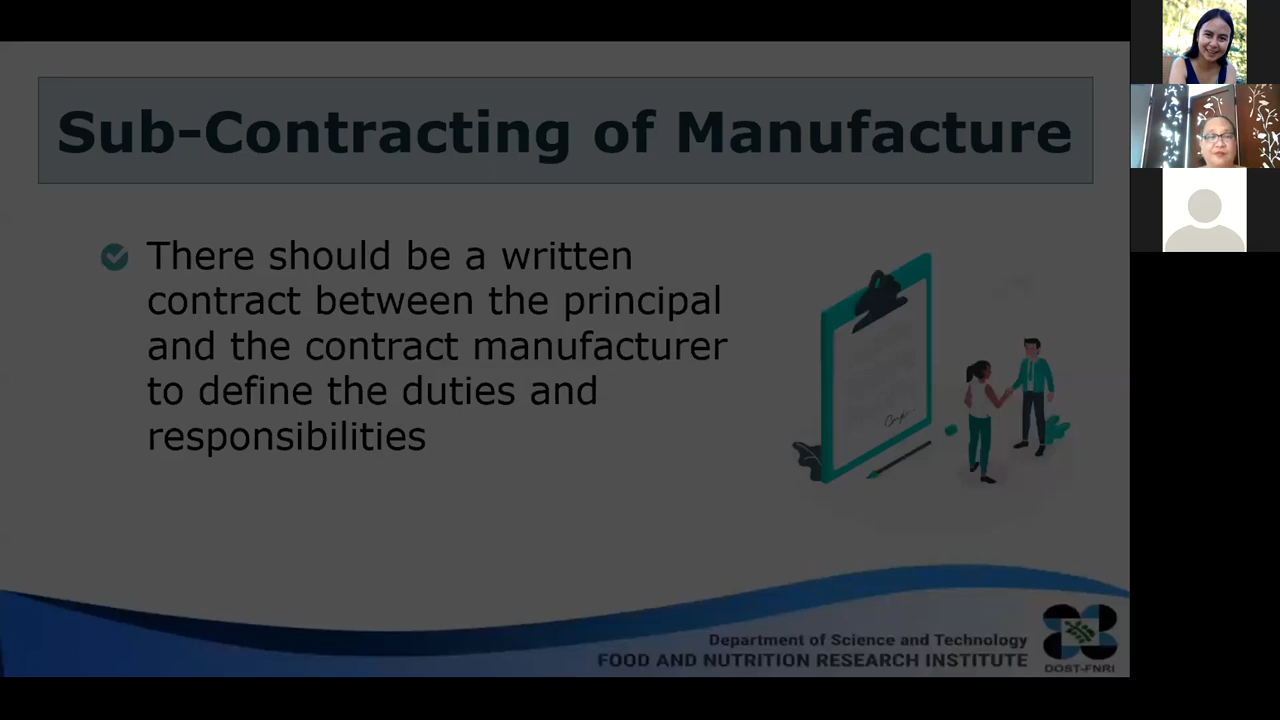 Sub-Contracting of Manufacture
There should be a written
contract between the principal
and the contract manufacturer
to define the duties and
responsibilities
Department of Science and Technology
FOOD AND NUTRITION RESEARCH INSTITUTE
DOST-FNRI